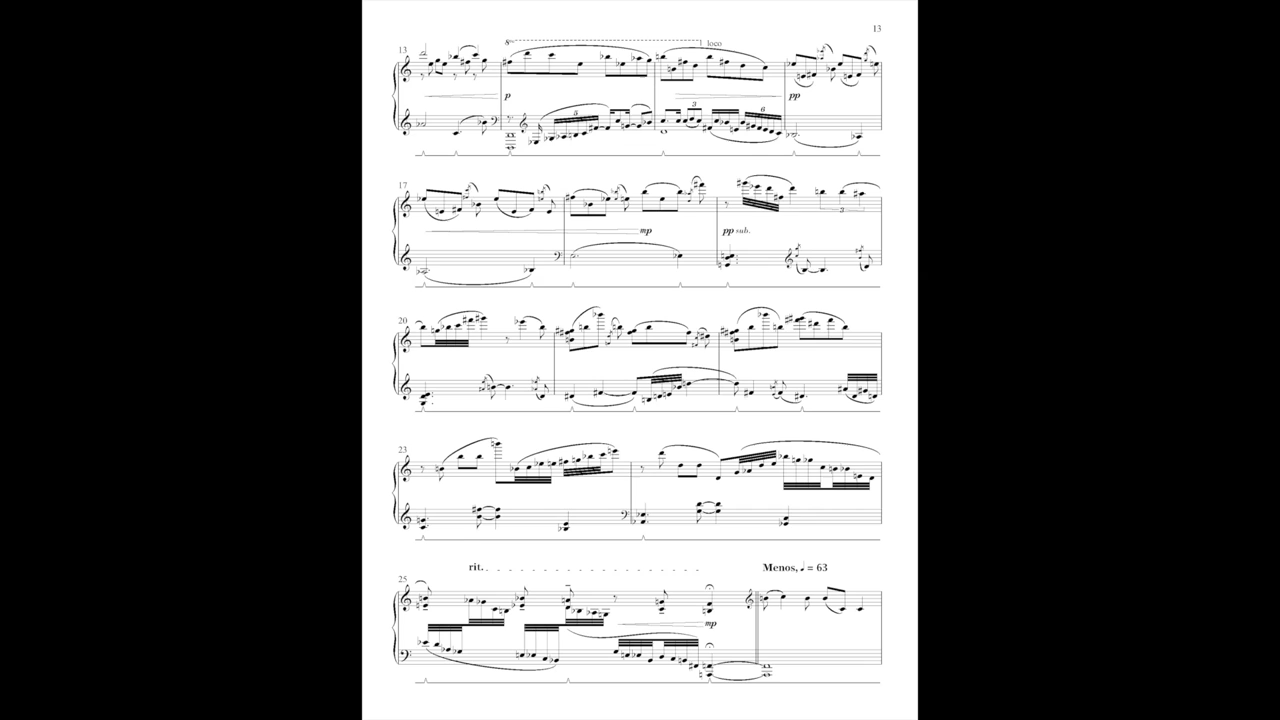 13
13
8va
loco
p
5
3
6
pp
17
mp
pp sub.
3
20
23
25
rit.
Menos, ♩ = 63
mp